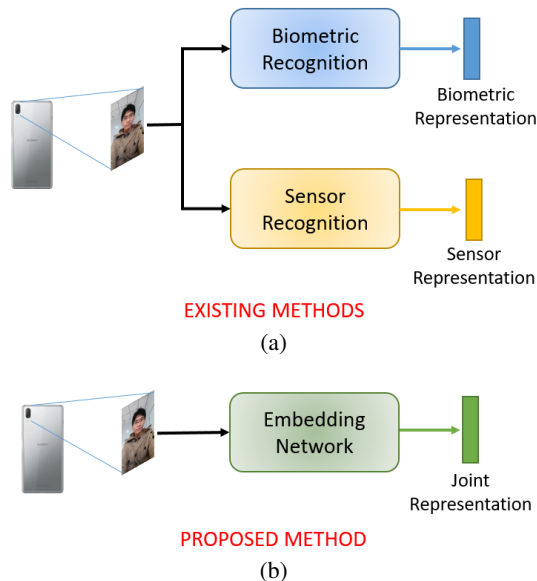 Biometric
Recognition
Biometric
Representation
Sensor
Recognition
Sensor
Representation
EXISTING METHODS
(a)
Embedding
Network
Joint
Representation
PROPOSED METHOD
(b)